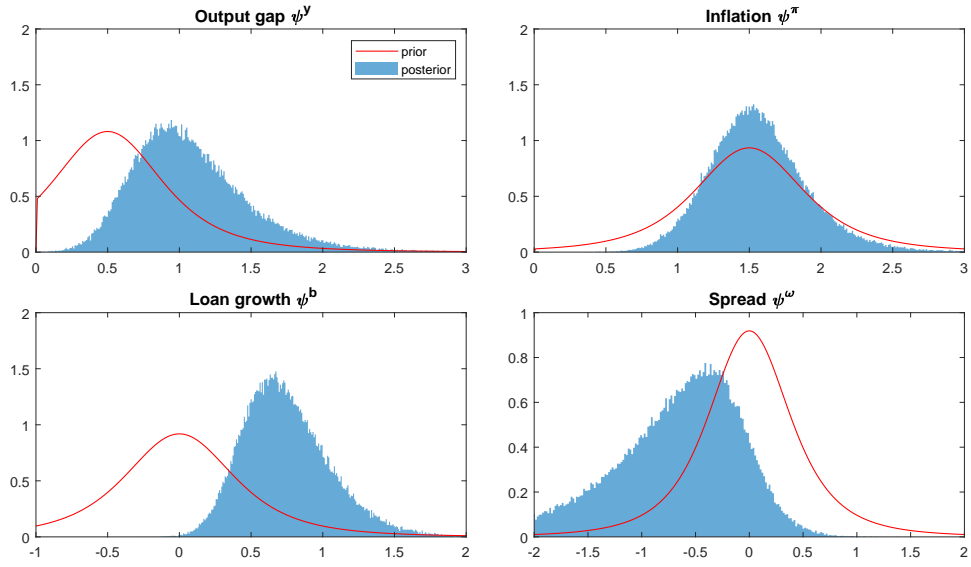 Output gap ψ^y
2
1.5
1
0.5
0
0 0.5 1 1.5 2 2.5 3
prior
posterior
Inflation ψ^π
2
1.5
1
0.5
0
0 0.5 1 1.5 2 2.5 3
Loan growth ψ^b
2
1.5
1
0.5
0
-1 -0.5 0 0.5 1 1.5 2
Spread ψ^ω
1
0.8
0.6
0.4
0.2
0
-2 -1.5 -1 -0.5 0 0.5 1 1.5 2